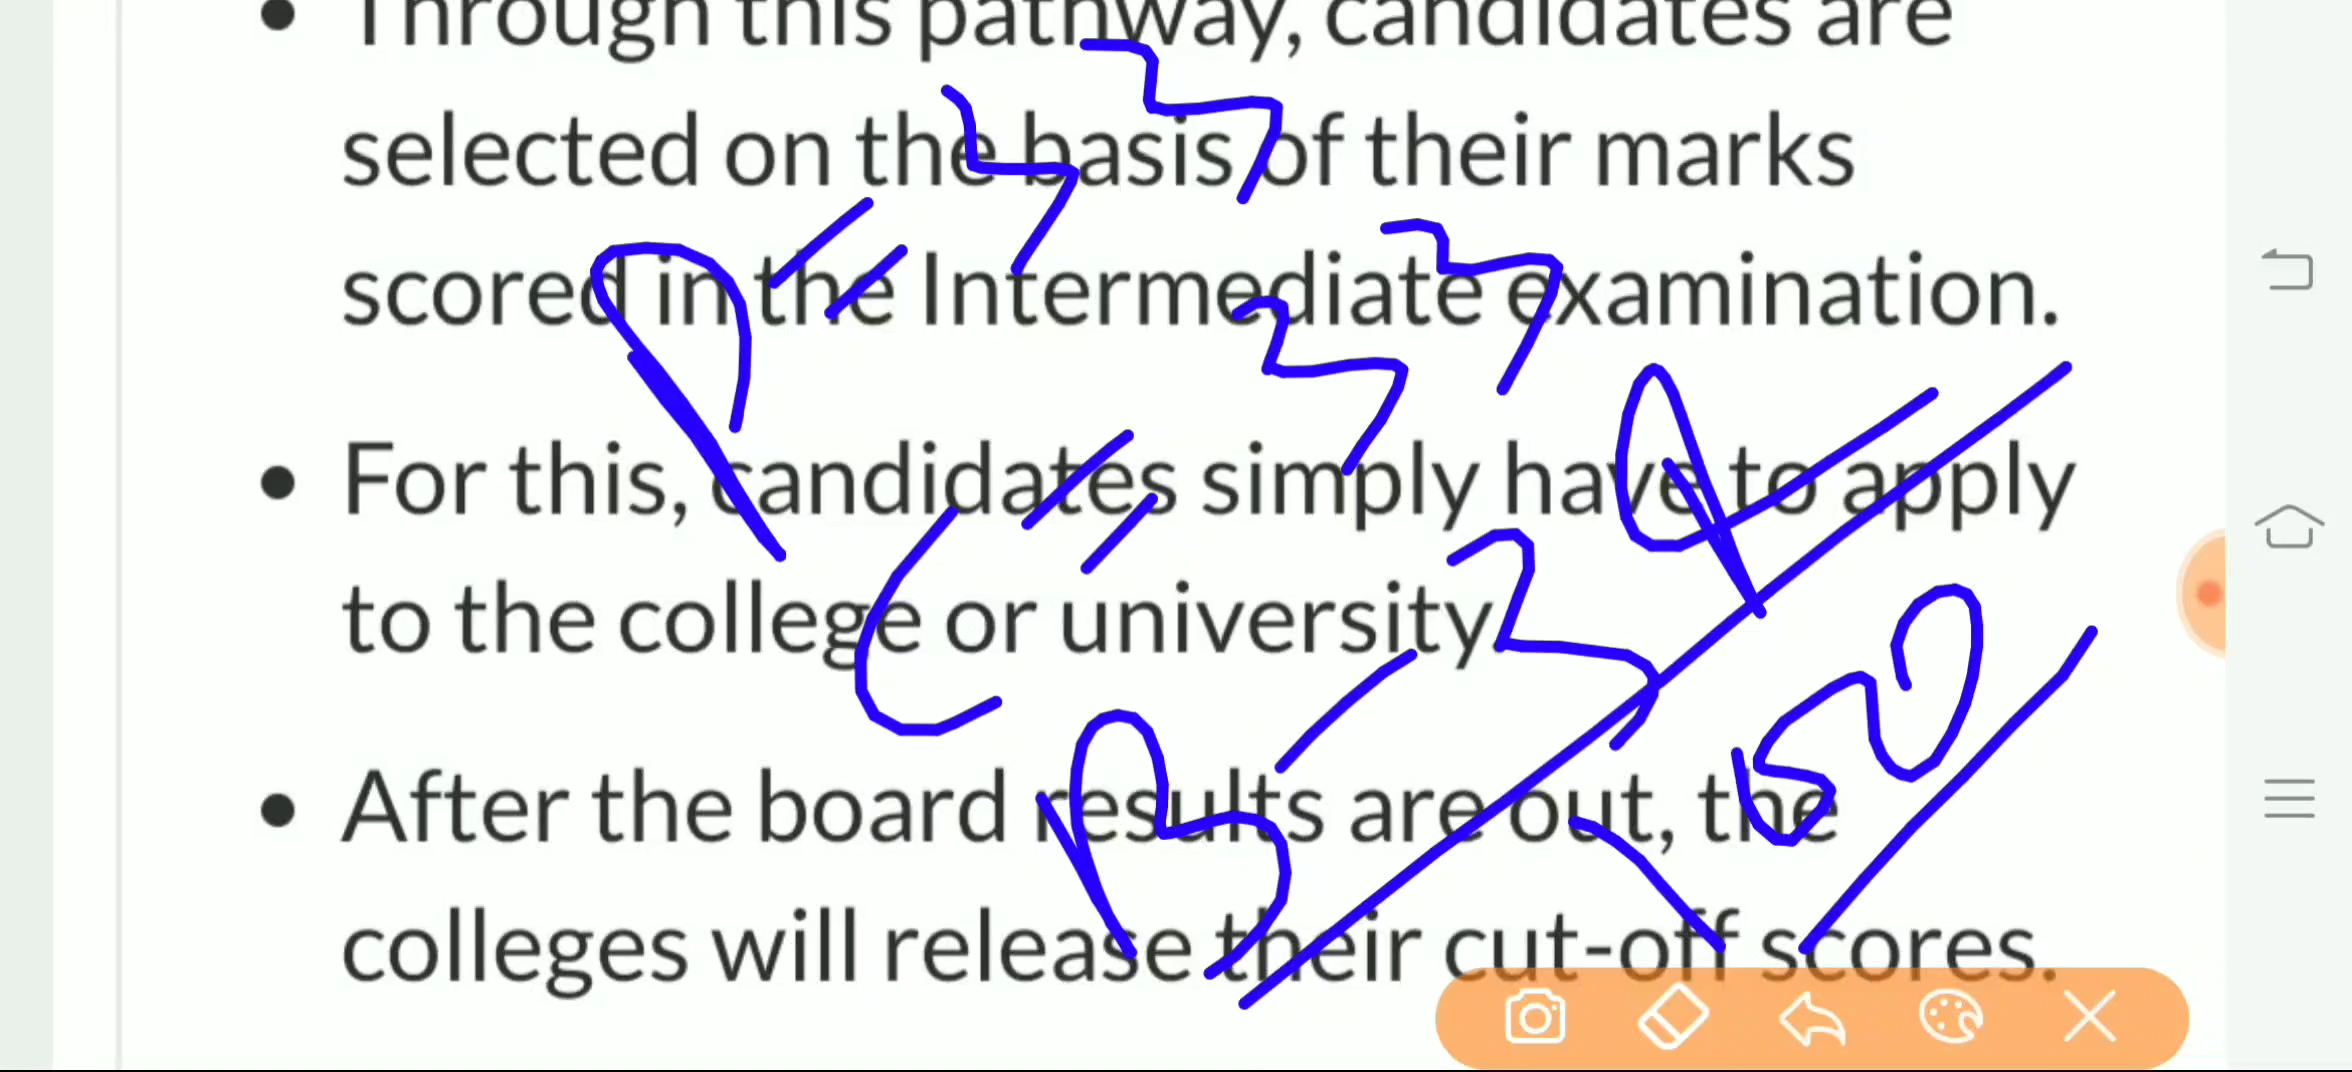 Through this pathway, candidates are
selected on the basis of their marks
scored in the Intermediate examination.
For this, candidates simply have to apply
to the college or university.
After the board results are out, the
colleges will release their cut-off scores.